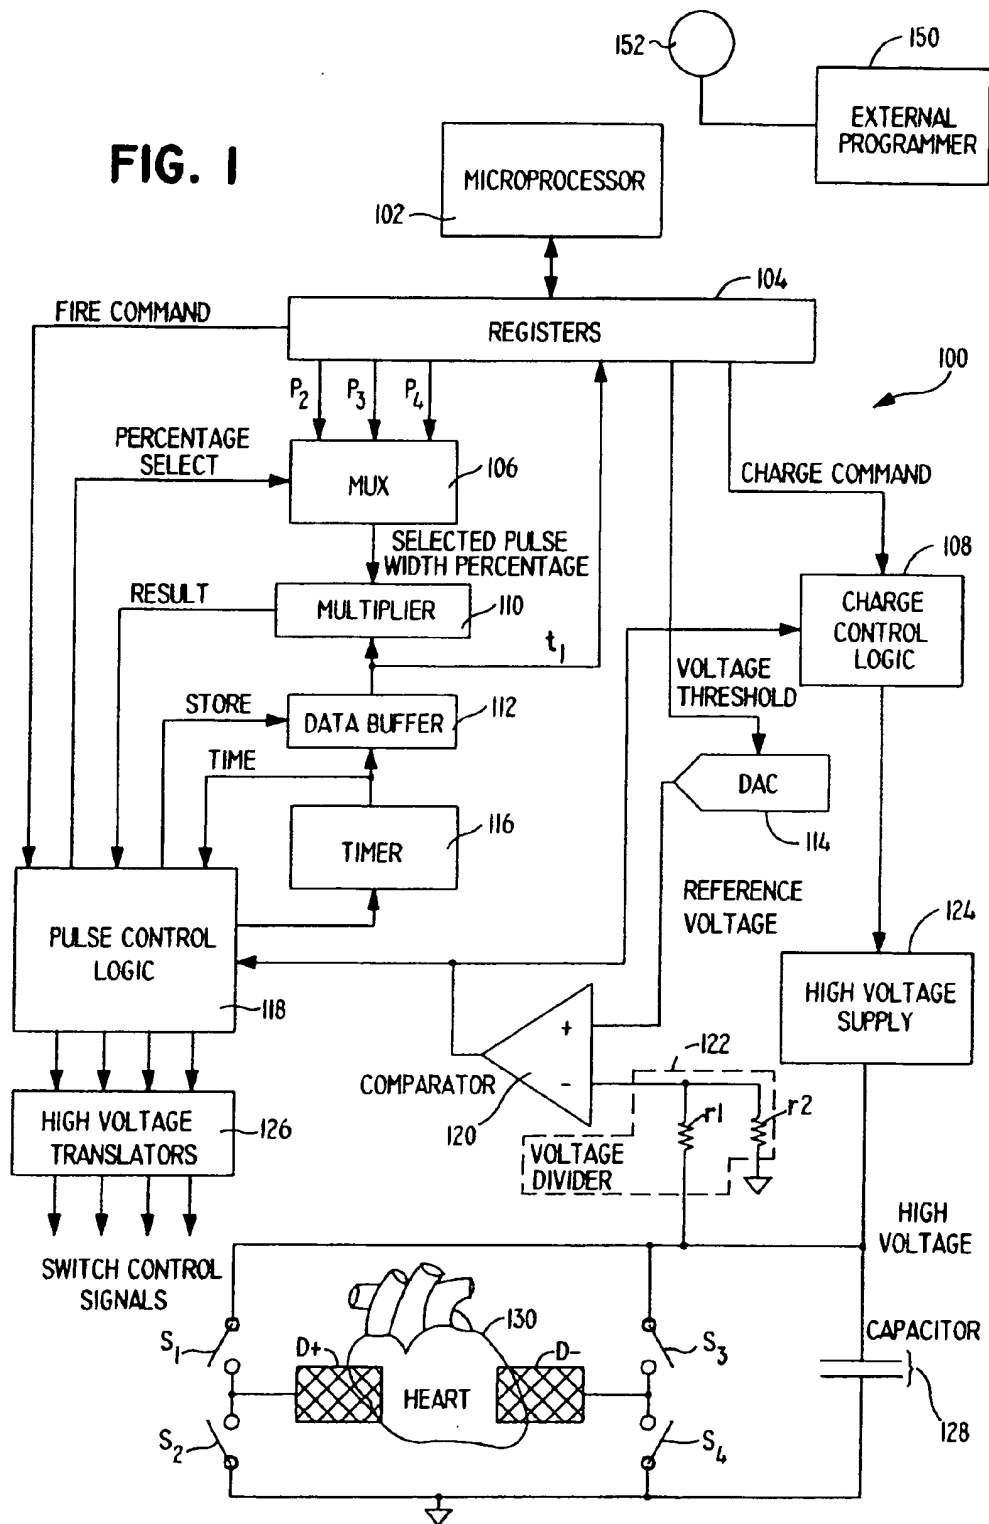 152
150
EXTERNAL
PROGRAMMER
FIG. 1
MICROPROCESSOR
102
104
FIRE COMMAND
REGISTERS
100
P2
P3
P4
PERCENTAGE
SELECT
MUX
106
CHARGE COMMAND
SELECTED PULSE
WIDTH PERCENTAGE
108
RESULT
MULTIPLIER
110
CHARGE
CONTROL
LOGIC
t1
VOLTAGE
THRESHOLD
STORE
DATA BUFFER
112
TIME
DAC
114
TIMER
116
REFERENCE
VOLTAGE
124
PULSE CONTROL
LOGIC
118
HIGH VOLTAGE
SUPPLY
+
-
COMPARATOR
120
122
r1
r2
VOLTAGE
DIVIDER
HIGH VOLTAGE
TRANSLATORS
126
HIGH
VOLTAGE
SWITCH CONTROL
SIGNALS
130
CAPACITOR
S1
D+
D-
S3
HEART
128
S2
S4